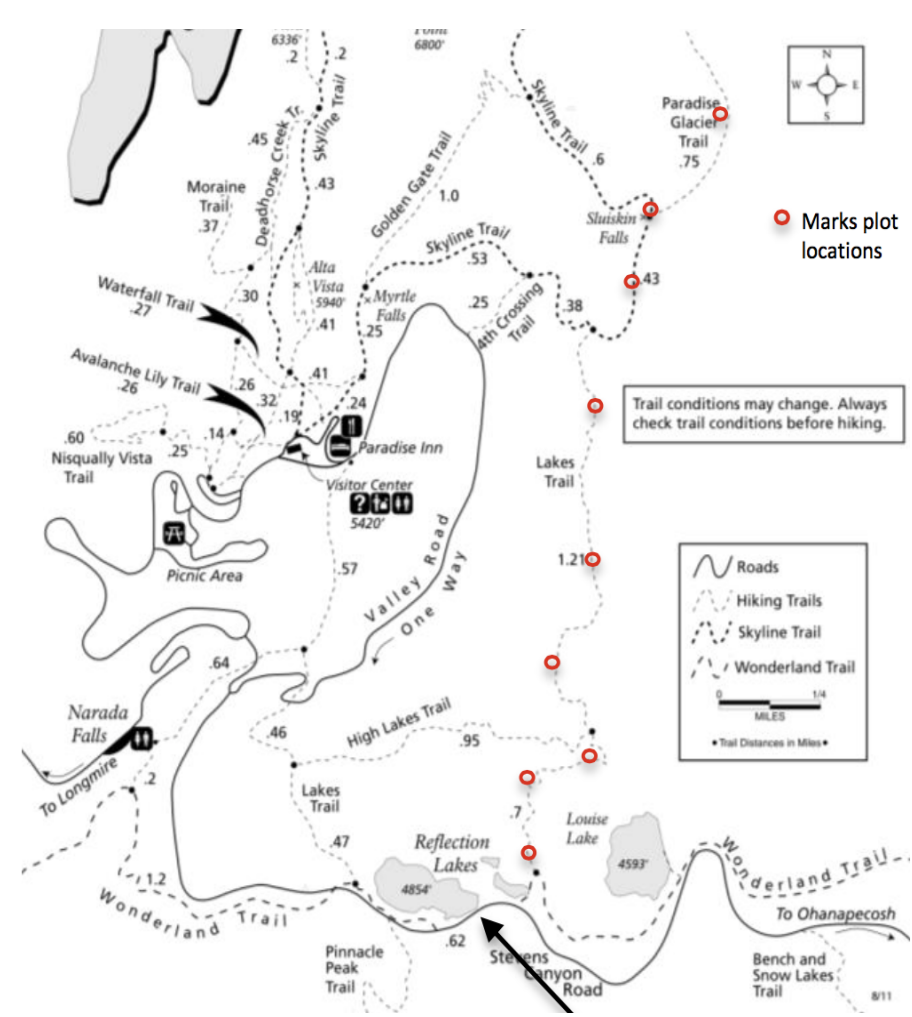 6336'
.2
.2
Point
6800'
N
W
E
S
Skyline Trail
Deadhorse Creek Tr.
.45
.43
Moraine
Trail
.37
Golden Gate Trail
1.0
Skyline Trail
.6
Paradise
Glacier
Trail
.75
Sluiskin
Falls
Marks plot
locations
Skyline Trail
.53
.43
Alta
Vista
5940'
Myrtle
Falls
.25
.25
4th Crossing
Trail
.38
Waterfall Trail
.27
.30
.41
Avalanche Lily Trail
.26
.26
.32
.41
.24
.19
.14
.60
.25
Nisqually Vista
Trail
Paradise Inn
Visitor Center
?
5420'
Trail conditions may change. Always
check trail conditions before hiking.
Lakes
Trail
1.21
Picnic Area
.57
Valley Road
One Way
Roads
Hiking Trails
Skyline Trail
Wonderland Trail
0
1/4
MILES
• Trail Distances in Miles •
.64
Narada
Falls
To Longmire
.2
.46
High Lakes Trail
.95
Lakes
Trail
.47
.7
Reflection
Lakes
4854'
Louise
Lake
4593'
Wonderland Trail
1.2
Wonderland Trail
To Ohanapecosh
.62
Pinnacle
Peak
Trail
Stevens
Canyon
Road
Bench and
Snow Lakes
Trail
8/11